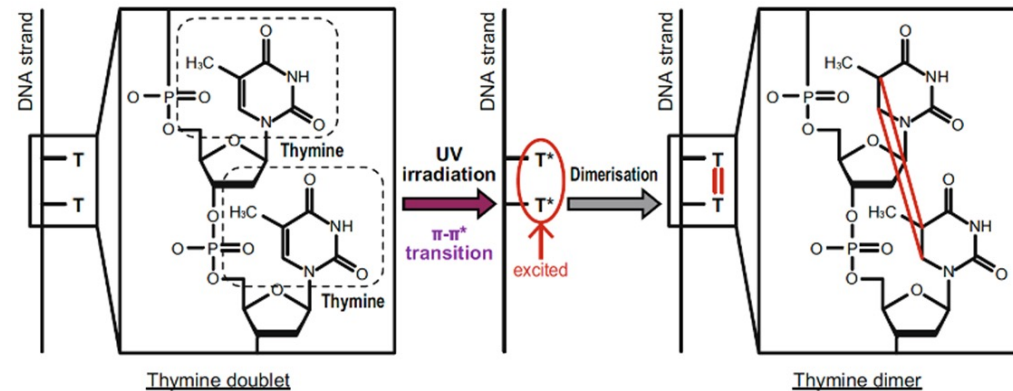 DNA strand
T
T
O
H₃C
NH
O
P
O
O
N
O
O
Thymine
O
H₃C
NH
O
P
O
O
N
O
O
Thymine
Thymine doublet
UV
irradiation
π-π*
transition
DNA strand
T*
T*
excited
Dimerisation
DNA strand
T
T
O
H₃C
NH
O
P
O
O
N
O
O
O
H₃C
NH
O
P
O
O
N
O
O
Thymine dimer